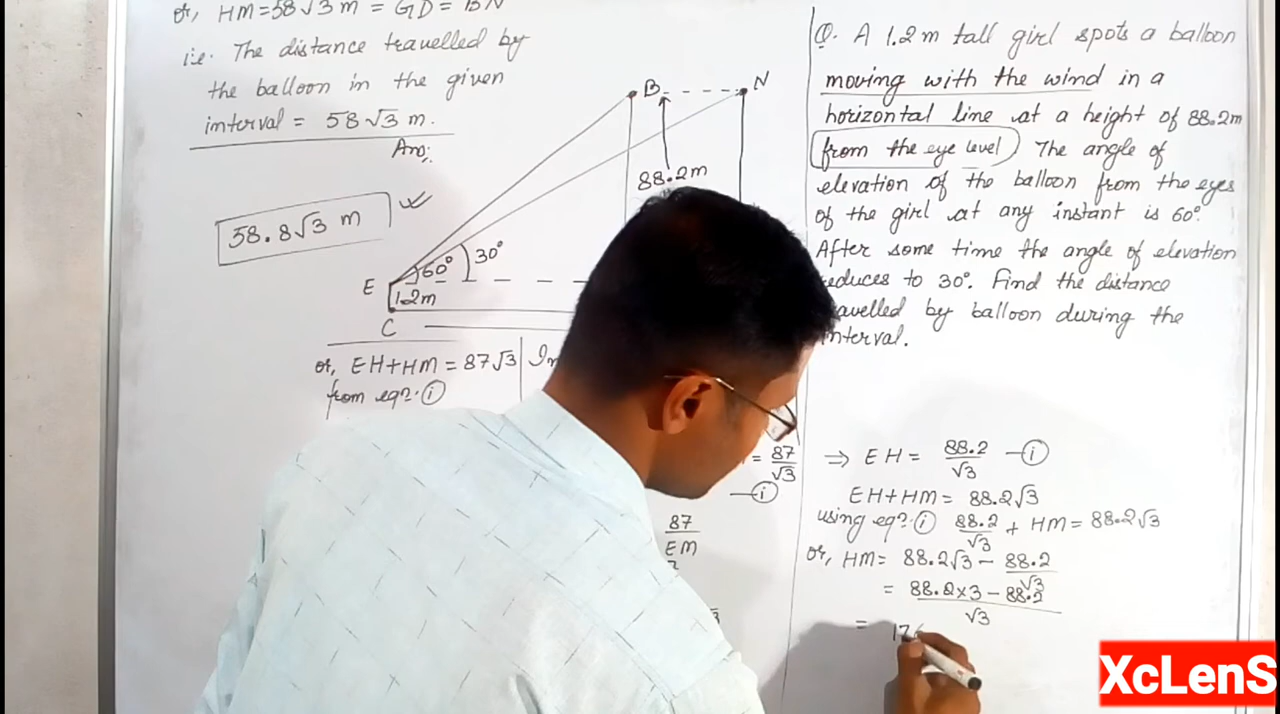 or, HM=58√3 m = GD = BN
i.e. The distance travelled by
the balloon in the given
interval = 58√3 m.
Ans;
58.8√3 m
B
N
88.2m
60°
30°
E
1.2m
C
or, EH+HM = 87√3
from eqn. (i)
= 87/√3
—(i)
87
EM
Q. A 1.2m tall girl spots a balloon
moving with the wind in a
horizontal line at a height of 88.2m
from the eye level) The angle of
elevation of the balloon from the eyes
of the girl at any instant is 60°.
After some time the angle of elevation
reduces to 30°. Find the distance
travelled by balloon during the
interval.
⇒ EH = 88.2/√3 —(i)
EH+HM = 88.2√3
using eqn. (i) 88.2/√3 + HM = 88.2√3
or, HM = 88.2√3 − 88.2/√3
= 88.2×3 − 88.2/√3
= 17
XcLenS